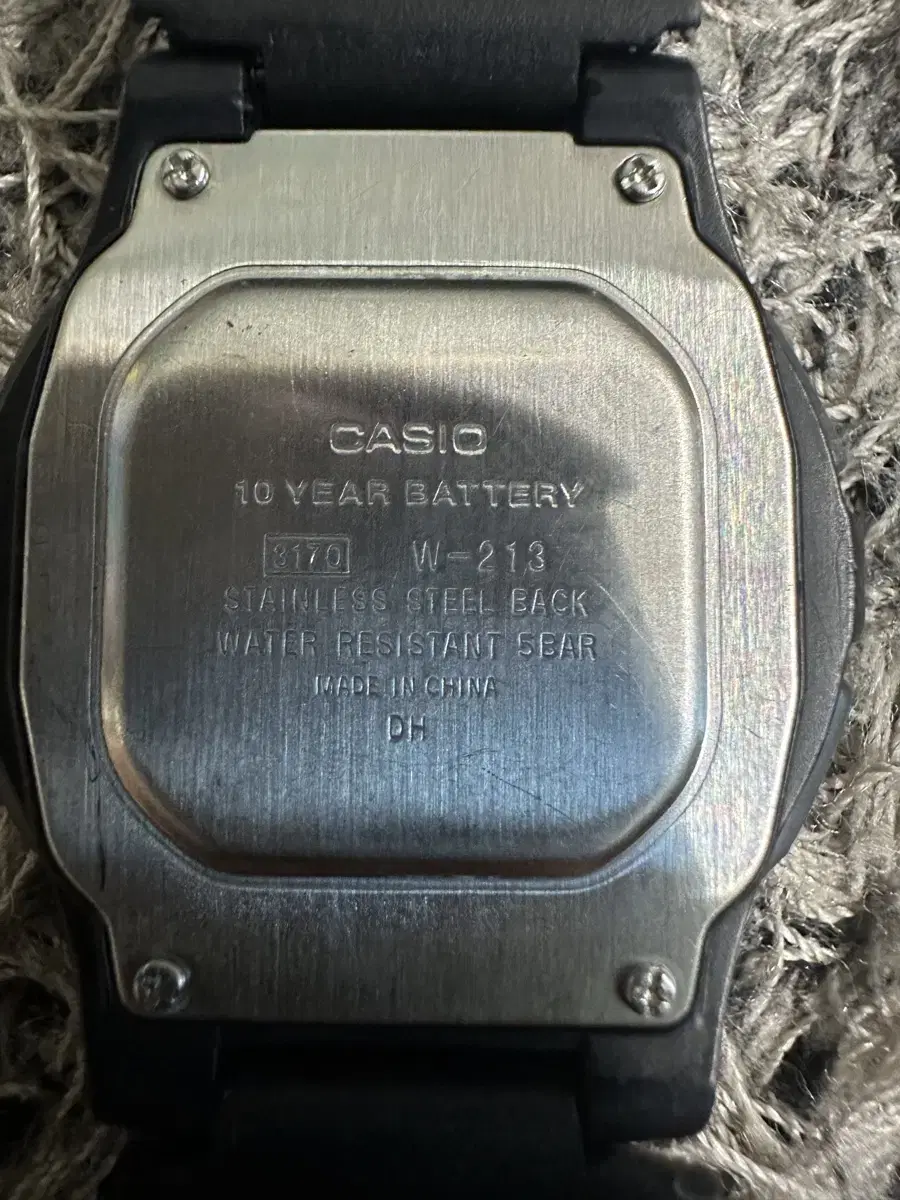 CASIO
10 YEAR BATTERY
3170 W-213
STAINLESS STEEL BACK
WATER RESISTANT 5BAR
MADE IN CHINA
DH